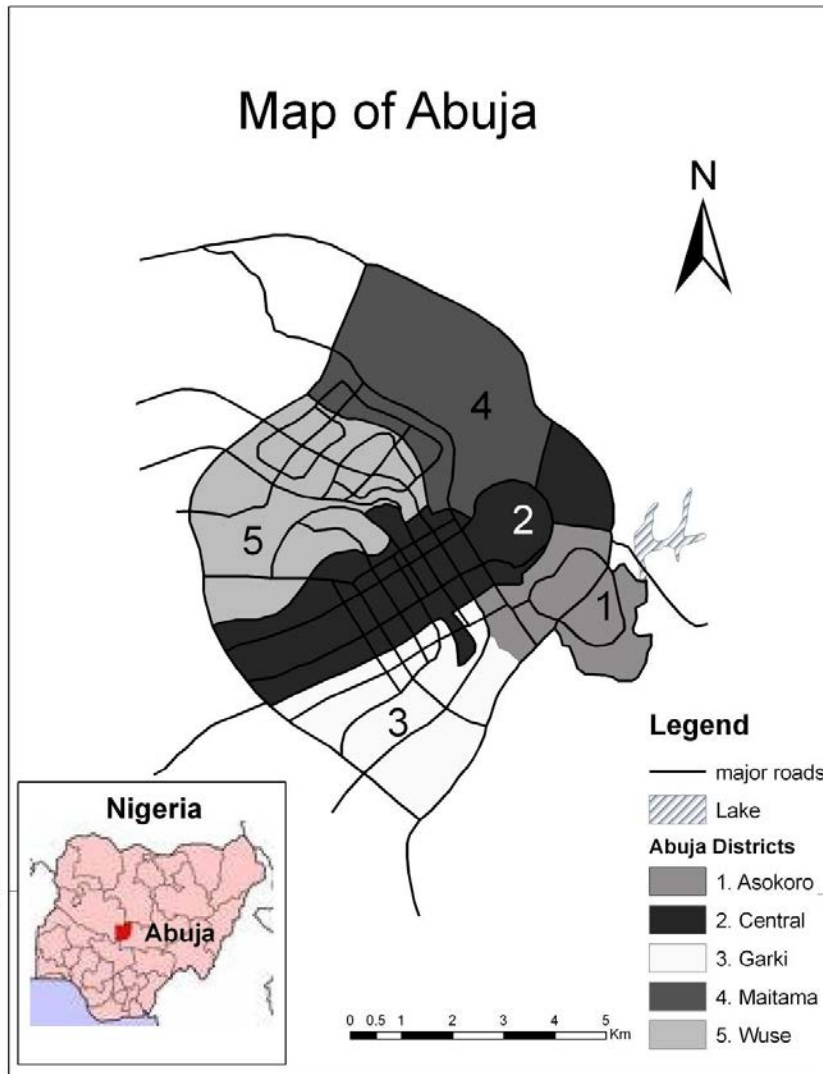 Map of Abuja
N
4
2
5
1
3
Legend
major roads
Lake
Abuja Districts
1. Asokoro
2. Central
3. Garki
4. Maitama
5. Wuse
Nigeria
Abuja
0 0.5 1 2 3 4 5
Km